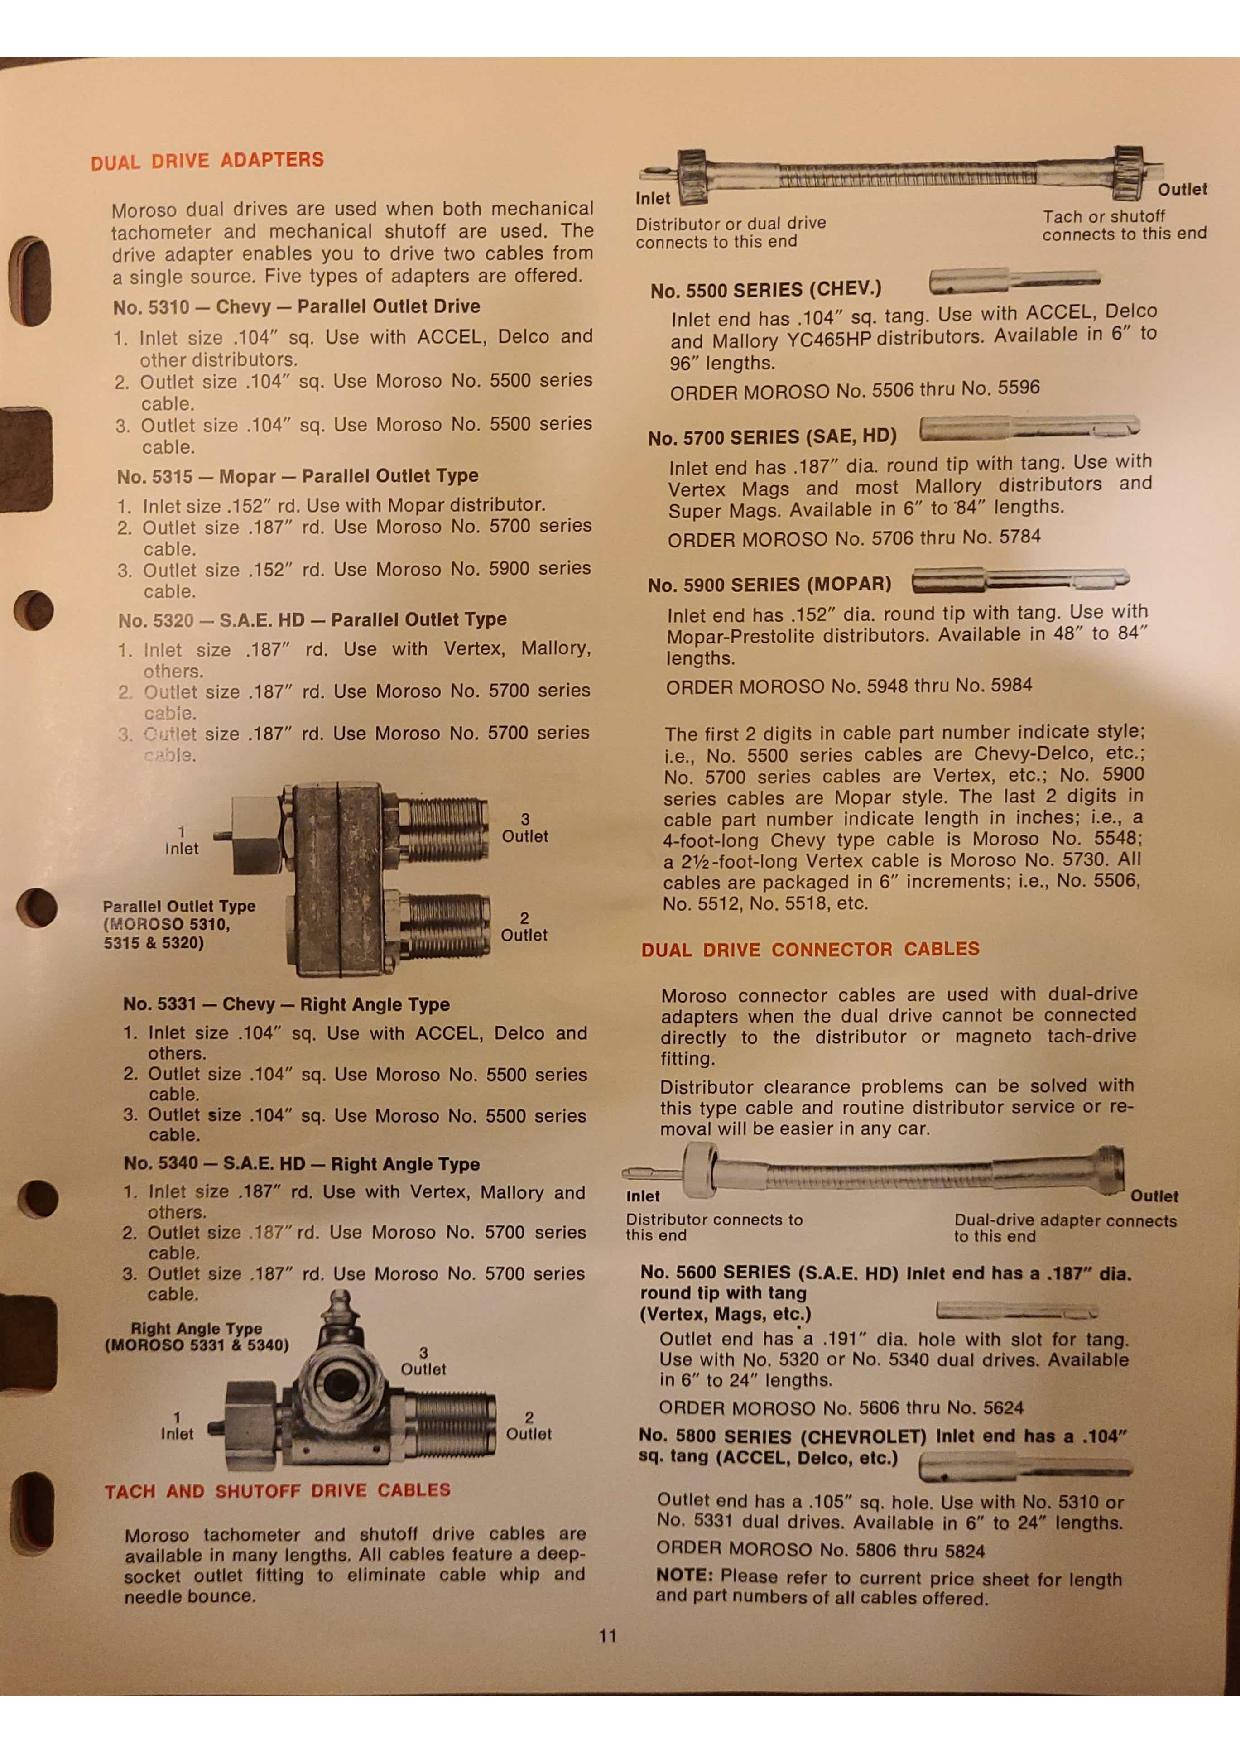 DUAL DRIVE ADAPTERS
Moroso dual drives are used when both mechanical
tachometer and mechanical shutoff are used. The
drive adapter enables you to drive two cables from
a single source. Five types of adapters are offered.
No. 5310 — Chevy — Parallel Outlet Drive
1. Inlet size .104″ sq. Use with ACCEL, Delco and
other distributors.
2. Outlet size .104″ sq. Use Moroso No. 5500 series
cable.
3. Outlet size .104″ sq. Use Moroso No. 5500 series
cable.
No. 5315 — Mopar — Parallel Outlet Type
1. Inlet size .152″ rd. Use with Mopar distributor.
2. Outlet size .187″ rd. Use Moroso No. 5700 series
cable.
3. Outlet size .152″ rd. Use Moroso No. 5900 series
cable.
No. 5320 — S.A.E. HD — Parallel Outlet Type
1. Inlet size .187″ rd. Use with Vertex, Mallory,
others.
2. Outlet size .187″ rd. Use Moroso No. 5700 series
cable.
3. Outlet size .187″ rd. Use Moroso No. 5700 series
cable.
1
Inlet
3
Outlet
2
Outlet
Parallel Outlet Type
(MOROSO 5310,
5315 & 5320)
No. 5331 — Chevy — Right Angle Type
1. Inlet size .104″ sq. Use with ACCEL, Delco and
others.
2. Outlet size .104″ sq. Use Moroso No. 5500 series
cable.
3. Outlet size .104″ sq. Use Moroso No. 5500 series
cable.
No. 5340 — S.A.E. HD — Right Angle Type
1. Inlet size .187″ rd. Use with Vertex, Mallory and
others.
2. Outlet size .187″ rd. Use Moroso No. 5700 series
cable.
3. Outlet size .187″ rd. Use Moroso No. 5700 series
cable.
Right Angle Type
(MOROSO 5331 & 5340)
3
Outlet
1
Inlet
2
Outlet
TACH AND SHUTOFF DRIVE CABLES
Moroso tachometer and shutoff drive cables are
available in many lengths. All cables feature a deep-
socket outlet fitting to eliminate cable whip and
needle bounce.
Inlet
Distributor or dual drive
connects to this end
Outlet
Tach or shutoff
connects to this end
No. 5500 SERIES (CHEV.)
Inlet end has .104″ sq. tang. Use with ACCEL, Delco
and Mallory YC465HP distributors. Available in 6″ to
96″ lengths.
ORDER MOROSO No. 5506 thru No. 5596
No. 5700 SERIES (SAE, HD)
Inlet end has .187″ dia. round tip with tang. Use with
Vertex Mags and most Mallory distributors and
Super Mags. Available in 6″ to 84″ lengths.
ORDER MOROSO No. 5706 thru No. 5784
No. 5900 SERIES (MOPAR)
Inlet end has .152″ dia. round tip with tang. Use with
Mopar-Prestolite distributors. Available in 48″ to 84″
lengths.
ORDER MOROSO No. 5948 thru No. 5984
The first 2 digits in cable part number indicate style;
i.e., No. 5500 series cables are Chevy-Delco, etc.;
No. 5700 series cables are Vertex, etc.; No. 5900
series cables are Mopar style. The last 2 digits in
cable part number indicate length in inches; i.e., a
4-foot-long Chevy type cable is Moroso No. 5548;
a 2½-foot-long Vertex cable is Moroso No. 5730. All
cables are packaged in 6″ increments; i.e., No. 5506,
No. 5512, No. 5518, etc.
DUAL DRIVE CONNECTOR CABLES
Moroso connector cables are used with dual-drive
adapters when the dual drive cannot be connected
directly to the distributor or magneto tach-drive
fitting.
Distributor clearance problems can be solved with
this type cable and routine distributor service or re-
moval will be easier in any car.
Inlet
Distributor connects to
this end
Outlet
Dual-drive adapter connects
to this end
No. 5600 SERIES (S.A.E. HD) Inlet end has a .187″ dia.
round tip with tang
(Vertex, Mags, etc.)
Outlet end has a .191″ dia. hole with slot for tang.
Use with No. 5320 or No. 5340 dual drives. Available
in 6″ to 24″ lengths.
ORDER MOROSO No. 5606 thru No. 5624
No. 5800 SERIES (CHEVROLET) Inlet end has a .104″
sq. tang (ACCEL, Delco, etc.)
Outlet end has a .105″ sq. hole. Use with No. 5310 or
No. 5331 dual drives. Available in 6″ to 24″ lengths.
ORDER MOROSO No. 5806 thru 5824
NOTE: Please refer to current price sheet for length
and part numbers of all cables offered.
11